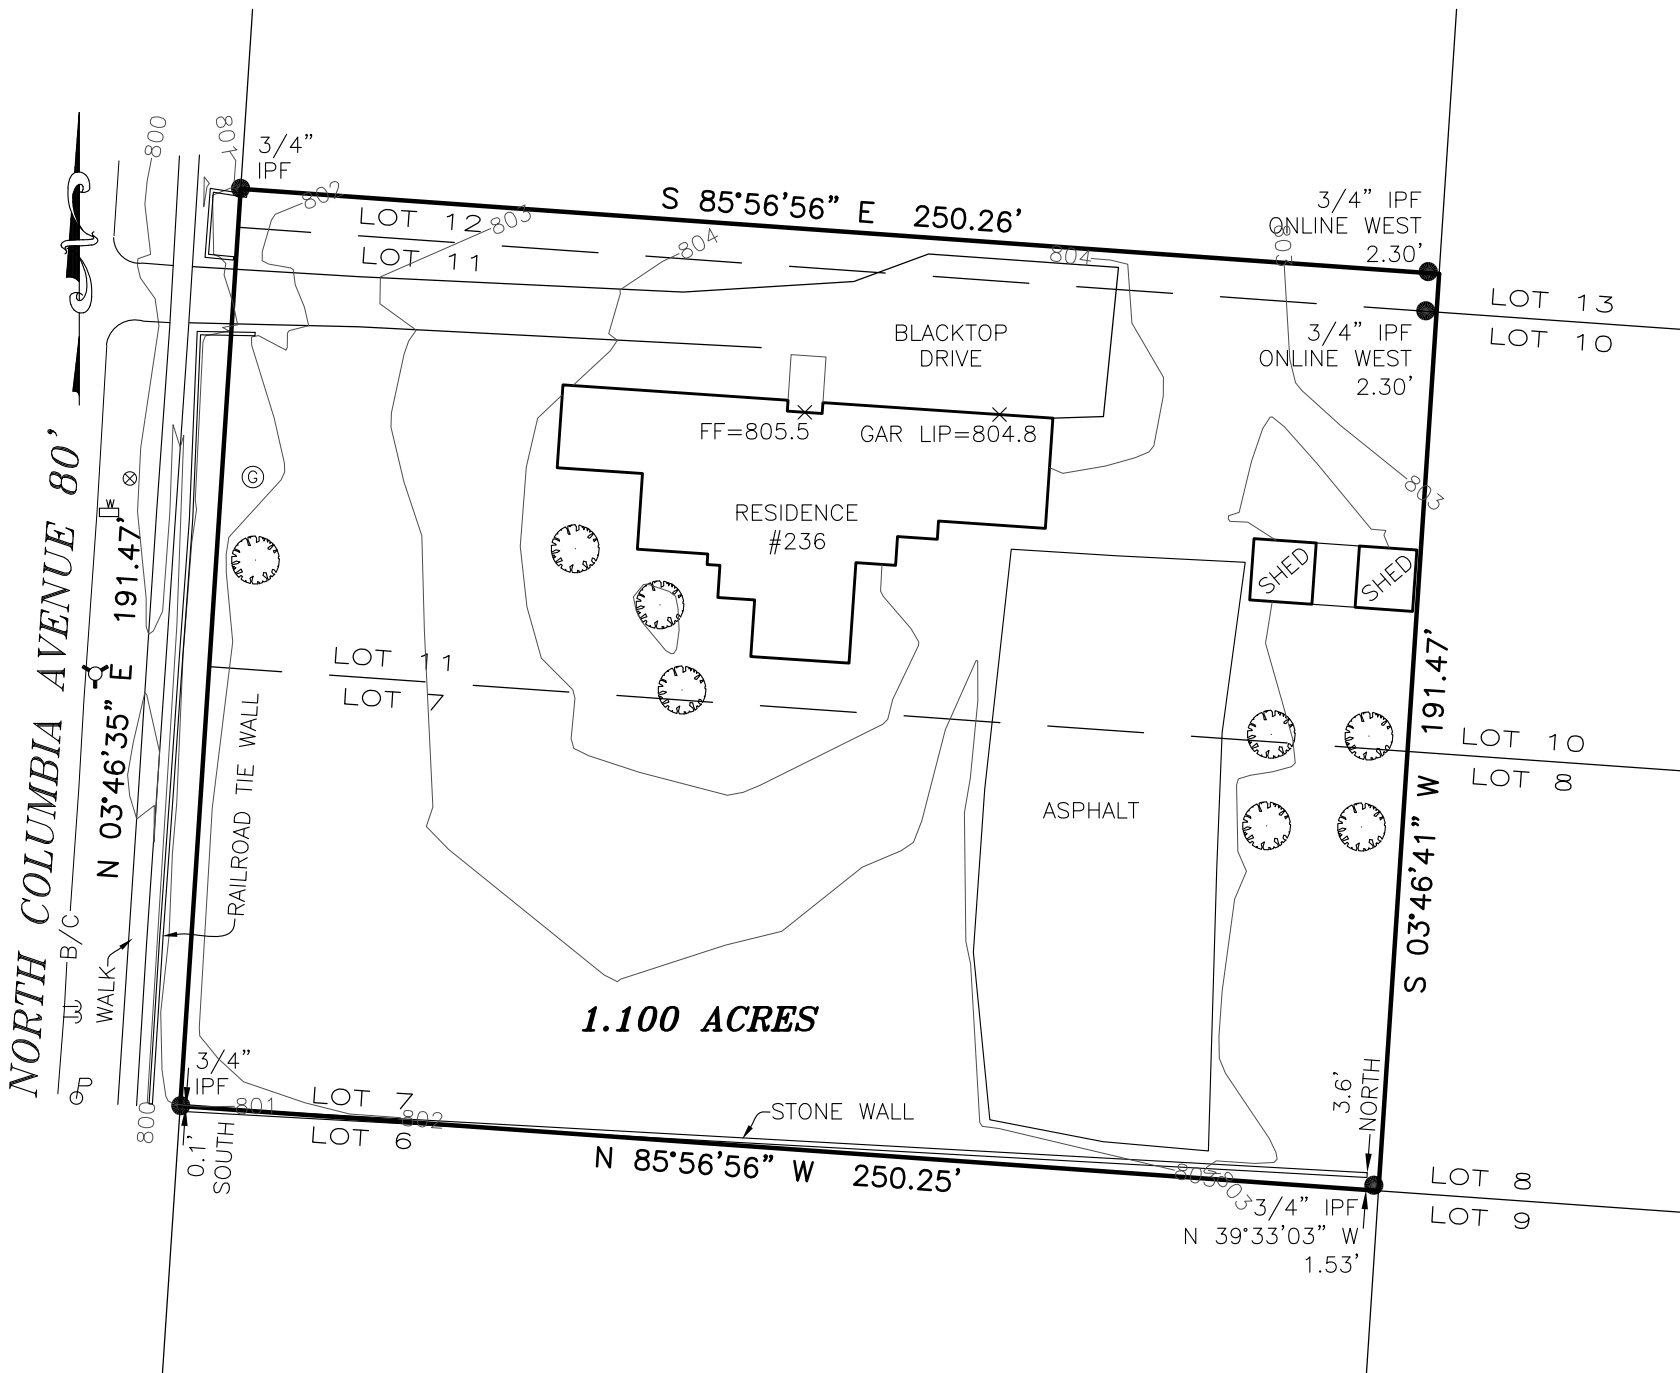 800
801
3/4"
IPF
802
LOT 12
LOT 11
803
S 85°56'56" E 250.26'
804
804
3/4" IPF
ONLINE WEST
2.30'
803
LOT 13
LOT 10
3/4" IPF
ONLINE WEST
2.30'
BLACKTOP
DRIVE
FF=805.5
GAR LIP=804.8
803
G
W
RESIDENCE
#236
SHED
SHED
NORTH COLUMBIA AVENUE 80'
N 03°46'35" E 191.47'
LOT 11
LOT 7
RAILROAD TIE WALL
S 03°46'41" W 191.47'
LOT 10
LOT 8
ASPHALT
B/C
WALK
1.100 ACRES
P
3/4"
IPF
800
801
802
LOT 7
LOT 6
0.1'
SOUTH
STONE WALL
3.6'
NORTH
N 85°56'56" W 250.25'
803
803
3/4" IPF
N 39°33'03" W
1.53'
LOT 8
LOT 9